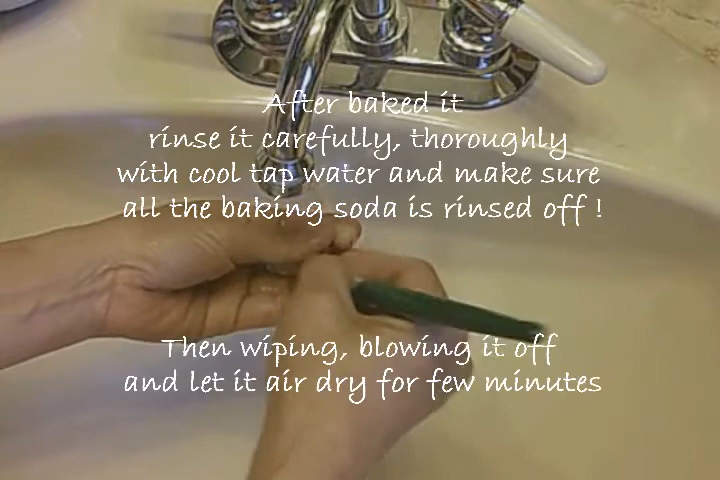 After baked it
rinse it carefully, thoroughly
with cool tap water and make sure
all the baking soda is rinsed off !
Then wiping, blowing it off
and let it air dry for few minutes